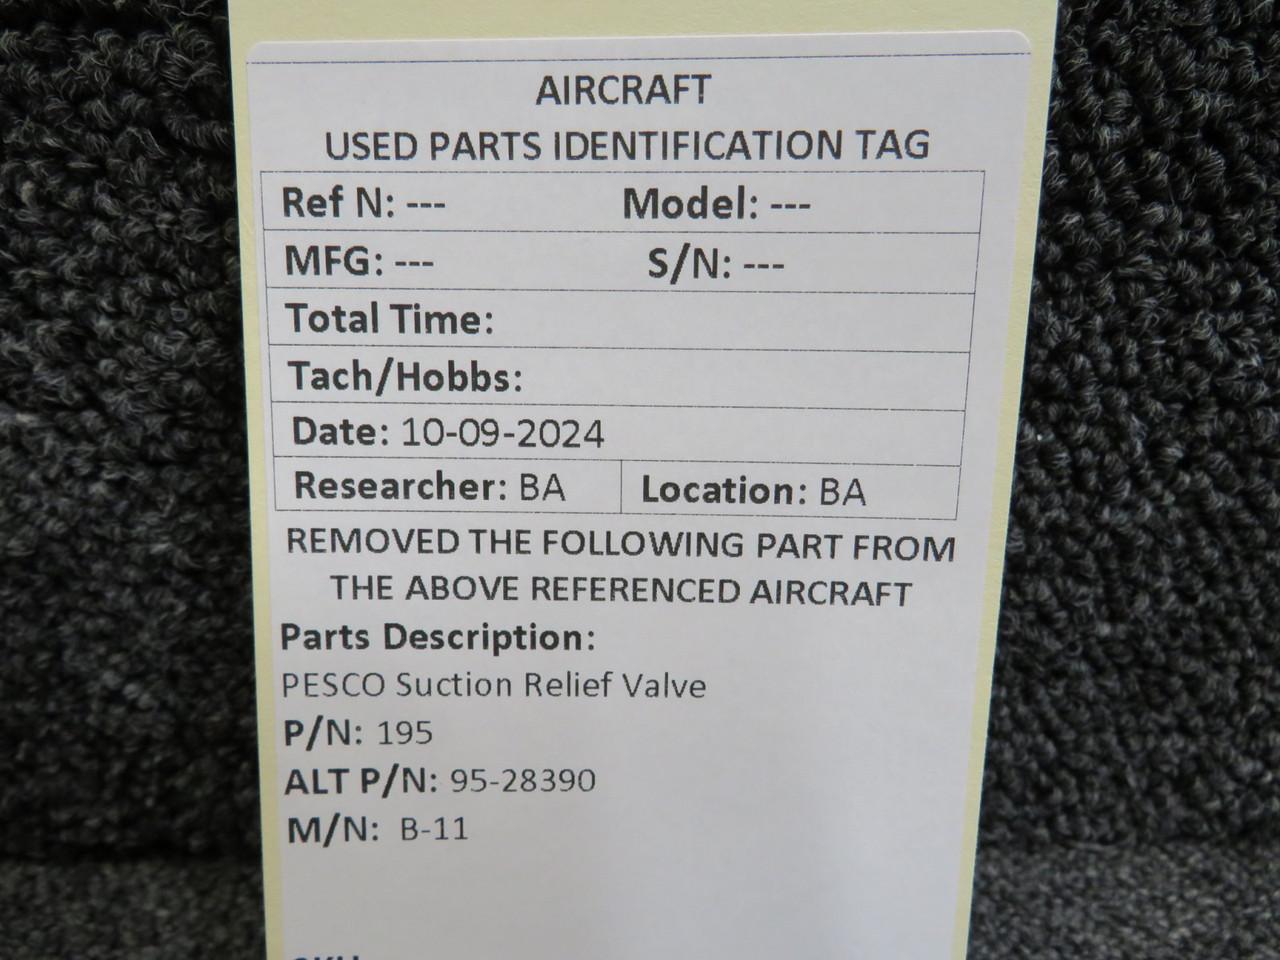 AIRCRAFT
USED PARTS IDENTIFICATION TAG
Ref N: --- Model: ---
MFG: --- S/N: ---
Total Time:
Tach/Hobbs:
Date: 10-09-2024
Researcher: BA Location: BA
REMOVED THE FOLLOWING PART FROM
THE ABOVE REFERENCED AIRCRAFT
Parts Description:
PESCO Suction Relief Valve
P/N: 195
ALT P/N: 95-28390
M/N: B-11